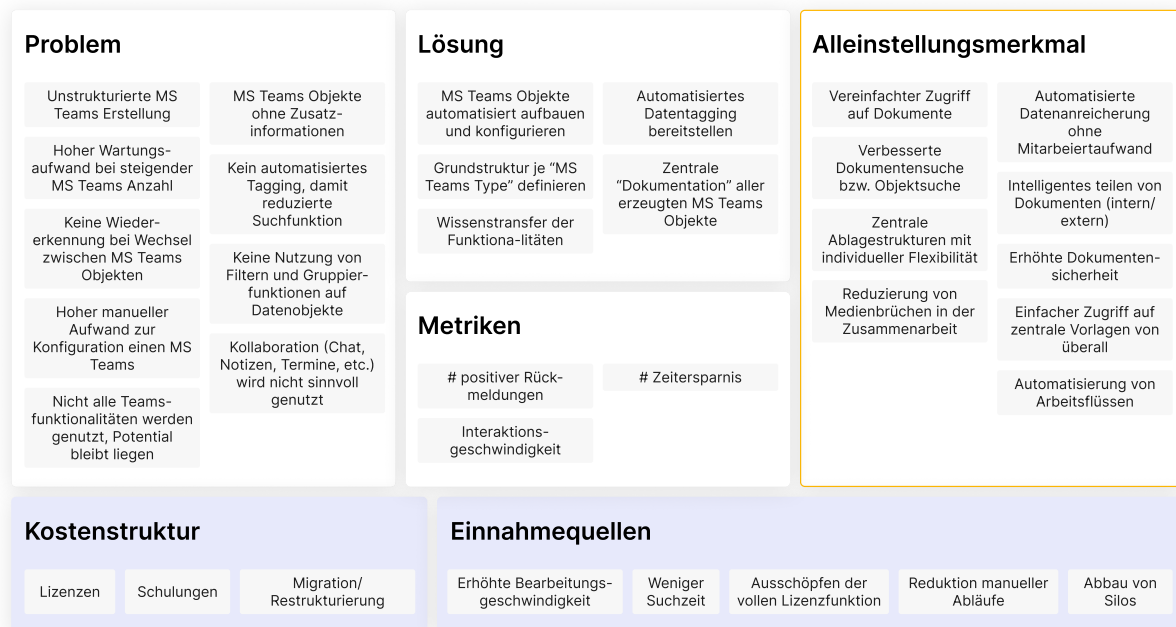 Problem
Unstrukturierte MS
Teams Erstellung
Hoher Wartungs-
aufwand bei steigender
MS Teams Anzahl
Keine Wieder-
erkennung bei Wechsel
zwischen MS Teams
Objekten
Hoher manueller
Aufwand zur
Konfiguration einen MS
Teams
Nicht alle Teams-
funktionalitäten werden
genutzt, Potential
bleibt liegen
MS Teams Objekte
ohne Zusatz-
informationen
Kein automatisiertes
Tagging, damit
reduzierte
Suchfunktion
Keine Nutzung von
Filtern und Gruppier-
funktionen auf
Datenobjekte
Kollaboration (Chat,
Notizen, Termine, etc.)
wird nicht sinnvoll
genutzt
Lösung
MS Teams Objekte
automatisiert aufbauen
und konfigurieren
Grundstruktur je “MS
Teams Type” definieren
Wissenstransfer der
Funktiona-litäten
Automatisiertes
Datentagging
bereitstellen
Zentrale
“Dokumentation” aller
erzeugten MS Teams
Objekte
Metriken
# positiver Rück-
meldungen
Interaktions-
geschwindigkeit
# Zeitersparnis
Alleinstellungsmerkmal
Vereinfachter Zugriff
auf Dokumente
Verbesserte
Dokumentensuche
bzw. Objektsuche
Zentrale
Ablagestrukturen mit
individueller Flexibilität
Reduzierung von
Medienbrüchen in der
Zusammenarbeit
Automatisierte
Datenanreicherung
ohne
Mitarbeiertaufwand
Intelligentes teilen von
Dokumenten (intern/
extern)
Erhöhte Dokumenten-
sicherheit
Einfacher Zugriff auf
zentrale Vorlagen von
überall
Automatisierung von
Arbeitsflüssen
Kostenstruktur
Lizenzen
Schulungen
Migration/
Restrukturierung
Einnahmequellen
Erhöhte Bearbeitungs-
geschwindigkeit
Weniger
Suchzeit
Ausschöpfen der
vollen Lizenzfunktion
Reduktion manueller
Abläufe
Abbau von
Silos